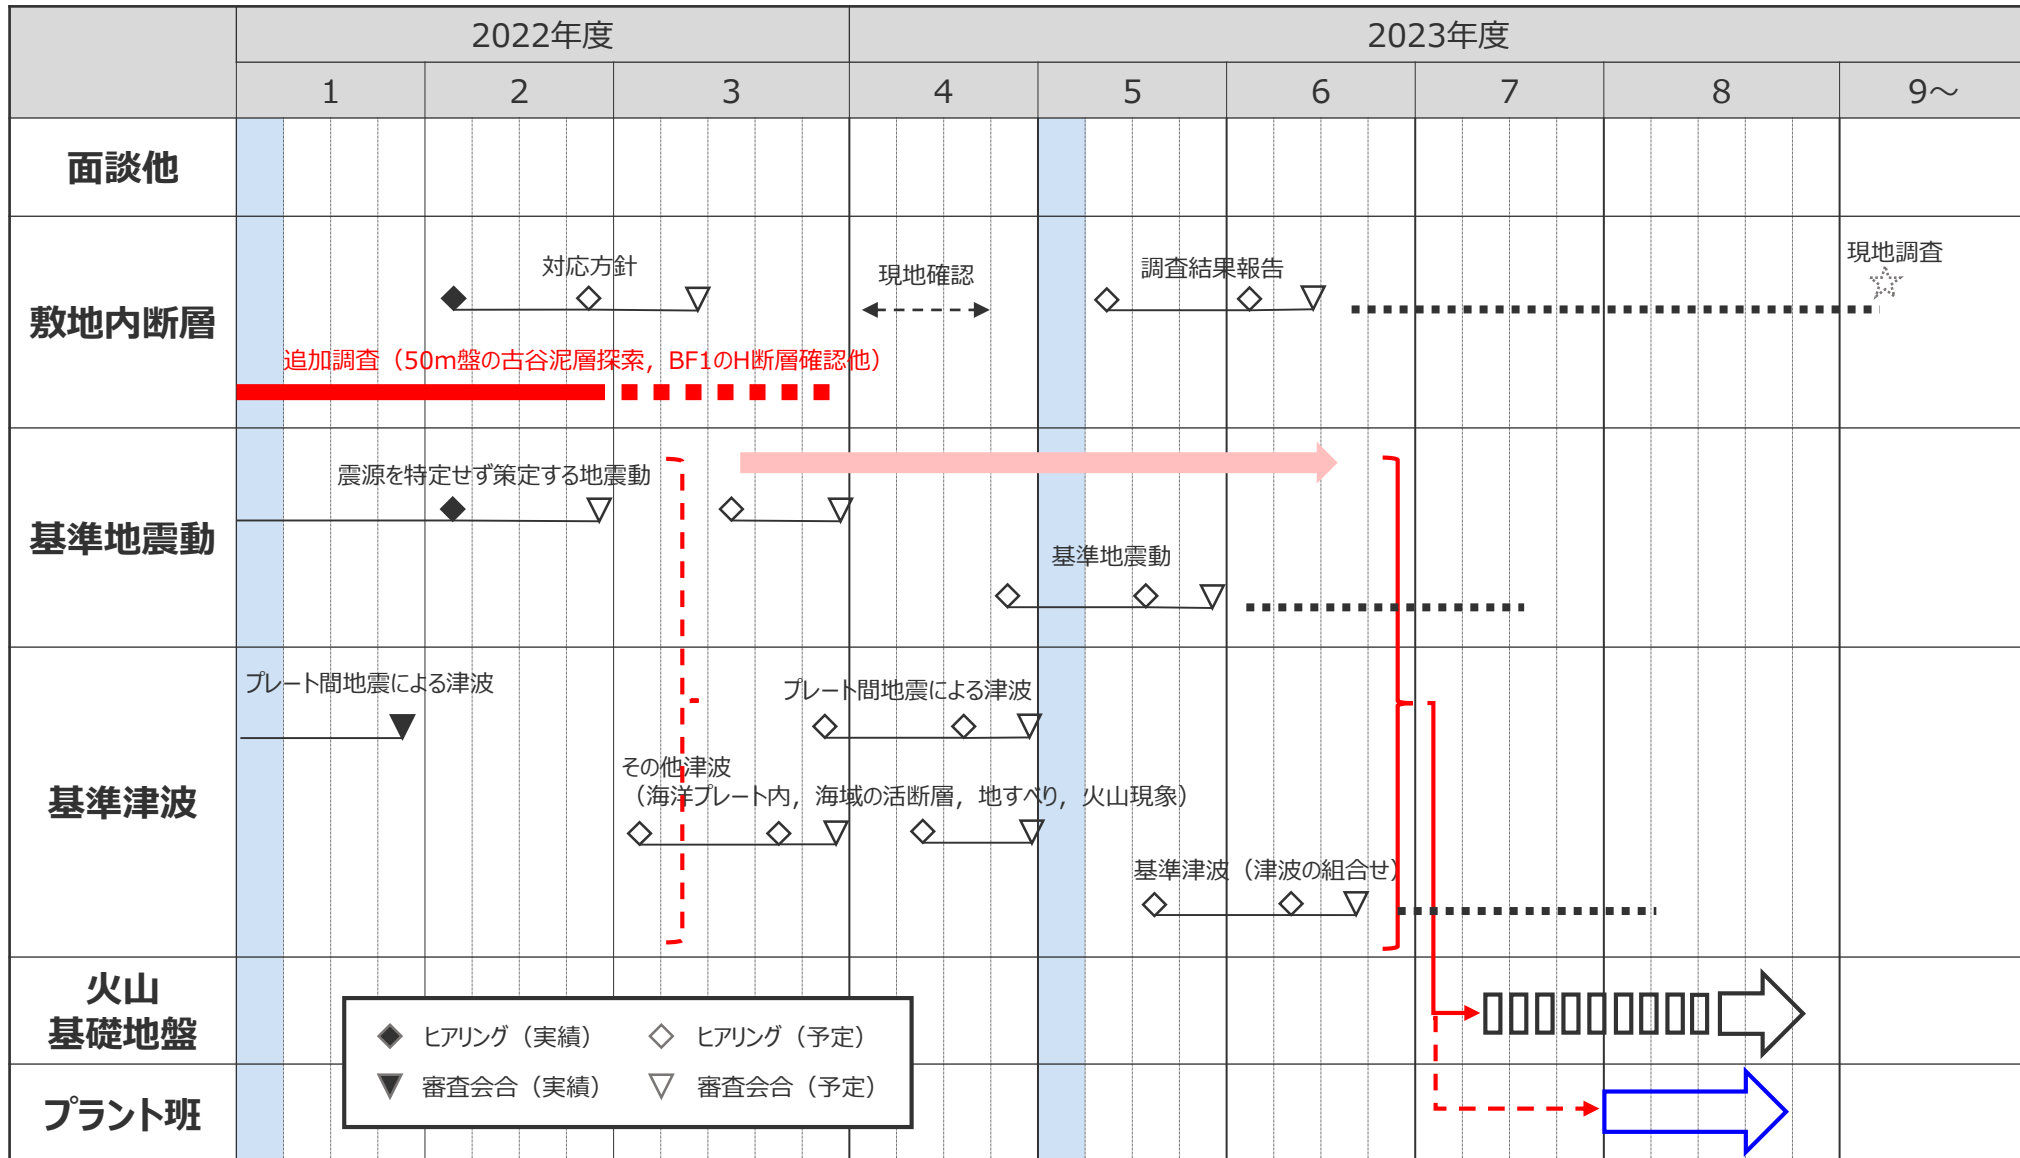 2022年度
2023年度
1
2
3
4
5
6
7
8
9～
面談他
敷地内断層
対応方針
現地確認
調査結果報告
現地調査
追加調査（50m盤の古谷泥層探索，BF1のH断層確認他）
基準地震動
震源を特定せず策定する地震動
基準地震動
基準津波
プレート間地震による津波
プレート間地震による津波
その他津波
（海洋プレート内，海域の活断層，地すべり，火山現象）
基準津波（津波の組合せ）
火山
基礎地盤
プラント班
ヒアリング（実績）
ヒアリング（予定）
審査会合（実績）
審査会合（予定）